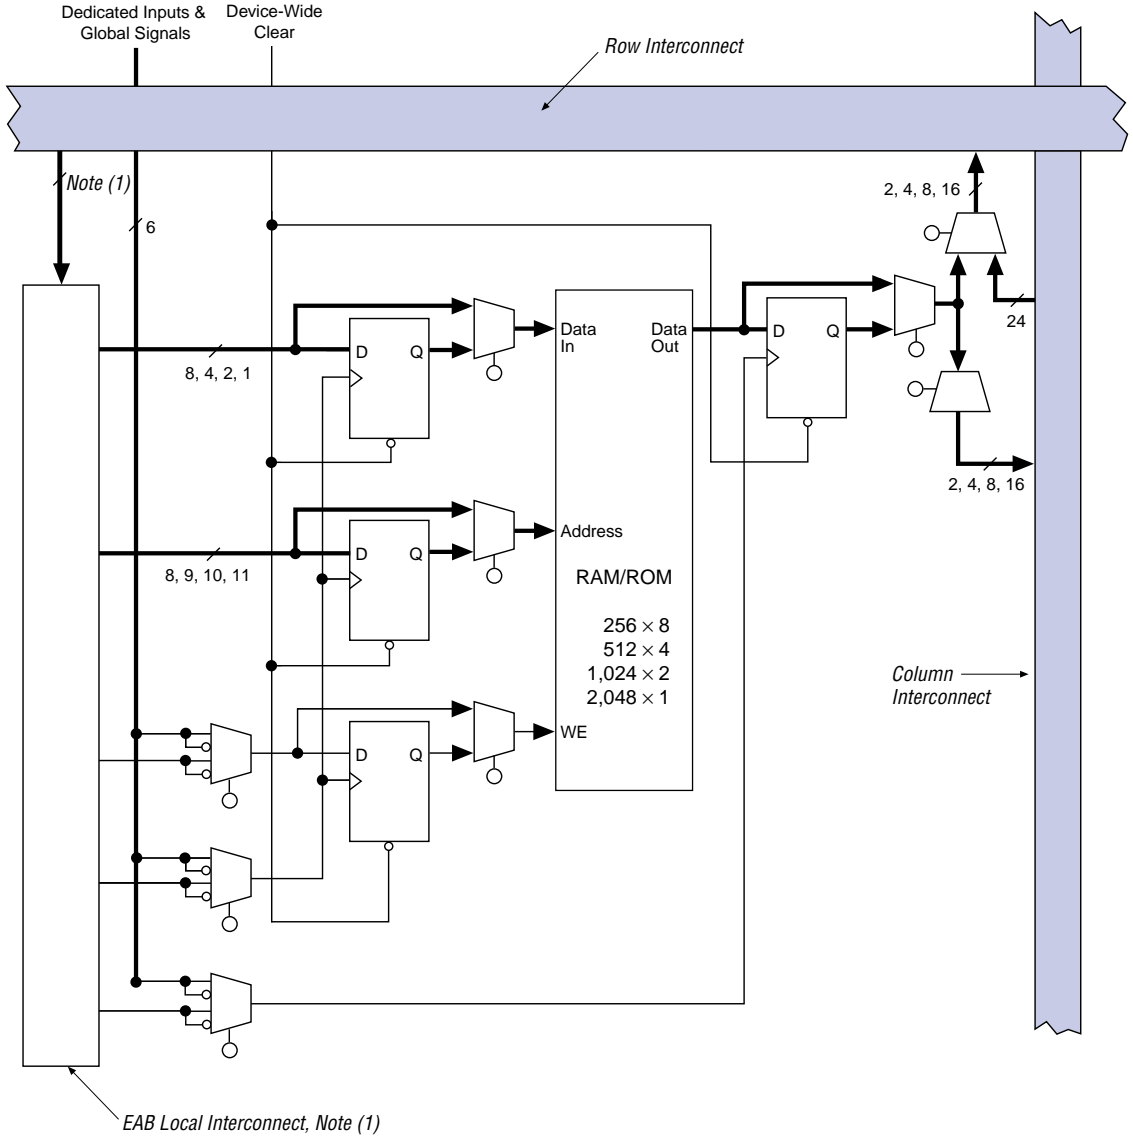 Dedicated Inputs &
Global Signals
Device-Wide
Clear
Row Interconnect
Note (1)
6
2, 4, 8, 16
24
8, 4, 2, 1
D
Q
Data
In
Data
Out
D
Q
2, 4, 8, 16
8, 9, 10, 11
D
Q
Address
RAM/ROM
256 × 8
512 × 4
1,024 × 2
2,048 × 1
Column
Interconnect
D
Q
WE
EAB Local Interconnect, Note (1)